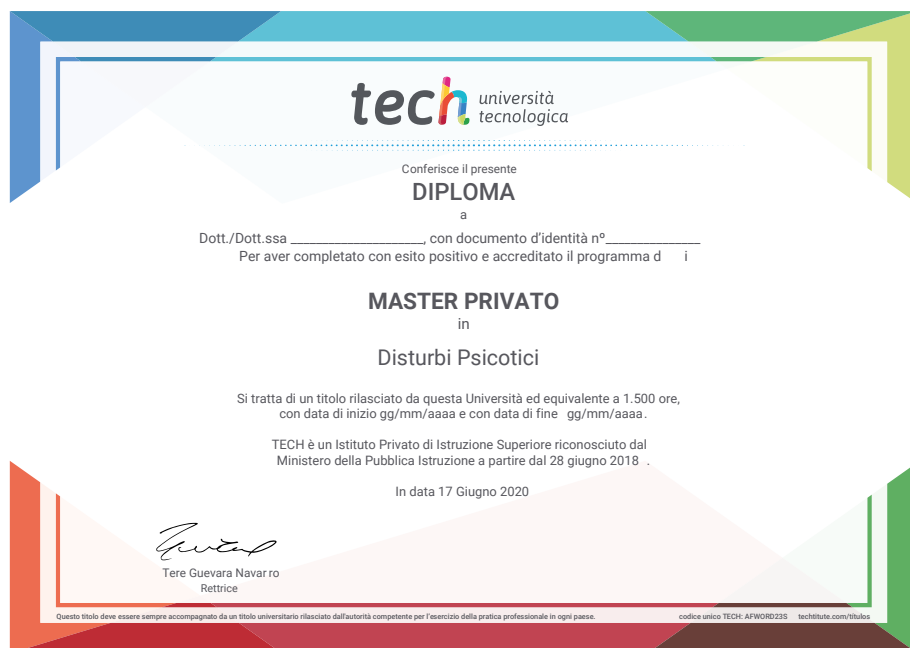 tech università
tecnologica
Conferisce il presente
DIPLOMA
a
Dott./Dott.ssa ____________________, con documento d'identità nº______________
Per aver completato con esito positivo e accreditato il programma d i
MASTER PRIVATO
in
Disturbi Psicotici
Si tratta di un titolo rilasciato da questa Università ed equivalente a 1.500 ore,
con data di inizio gg/mm/aaaa e con data di fine gg/mm/aaaa.
TECH è un Istituto Privato di Istruzione Superiore riconosciuto dal
Ministero della Pubblica Istruzione a partire dal 28 giugno 2018 .
In data 17 Giugno 2020
Tere Guevara Navarro
Rettrice
Questo titolo deve essere sempre accompagnato da un titolo universitario rilasciato dall'autorità competente per l'esercizio della pratica professionale in ogni paese. codice unico TECH: AFWORD23S techtitute.com/titulos